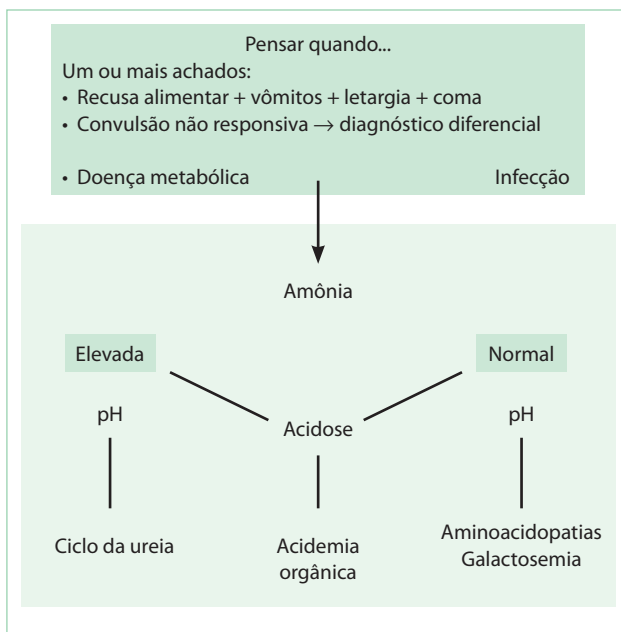 Pensar quando...
Um ou mais achados:
• Recusa alimentar + vômitos + letargia + coma
• Convulsão não responsiva → diagnóstico diferencial
• Doença metabólica Infecção
Amônia
Elevada Normal
pH Acidose pH
Ciclo da ureia Acidemia Aminoacidopatias
orgânica Galactosemia